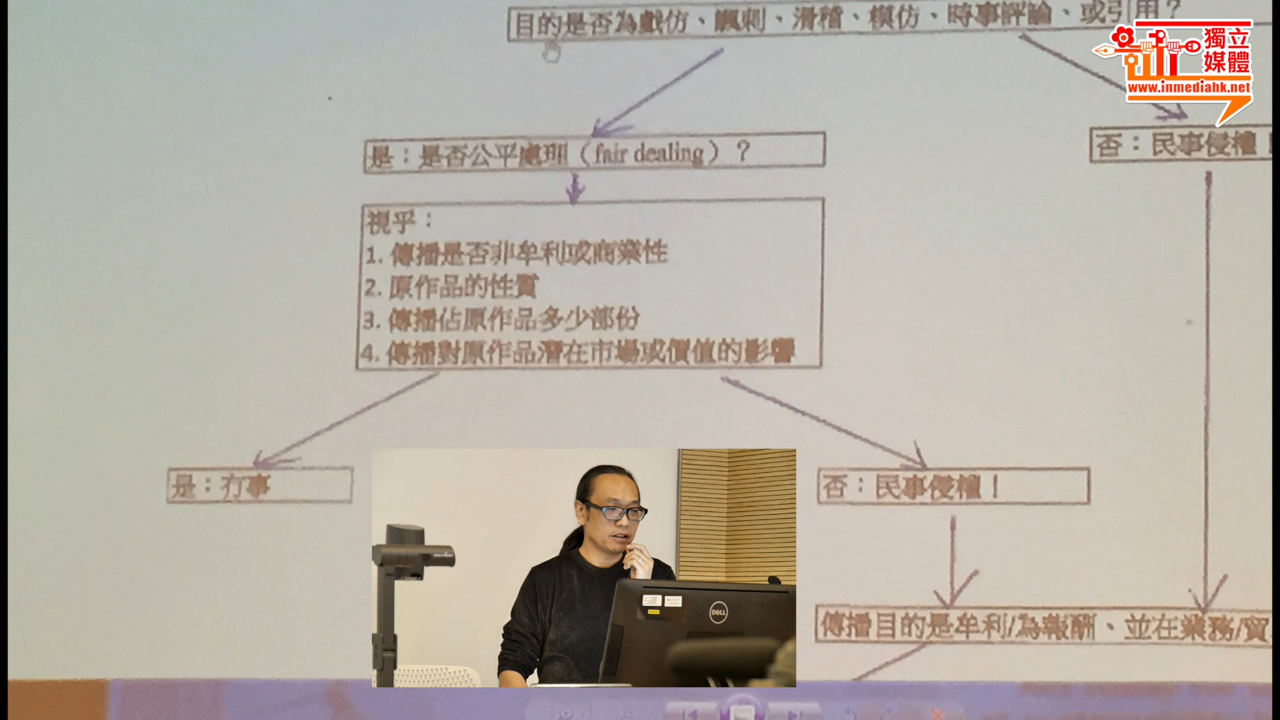 目的是否為戲仿、諷刺、滑稽、模仿、時事評論、或引用？
獨立
媒體
www.inmediahk.net
是：是否公平處理（fair dealing）？
否：民事侵權！
視乎：
1. 傳播是否非牟利或商業性
2. 原作品的性質
3. 傳播佔原作品多少部份
4. 傳播對原作品潛在市場或價值的影響
是：冇事
否：民事侵權！
DELL
傳播目的是牟利/為報酬、並在業務/貿